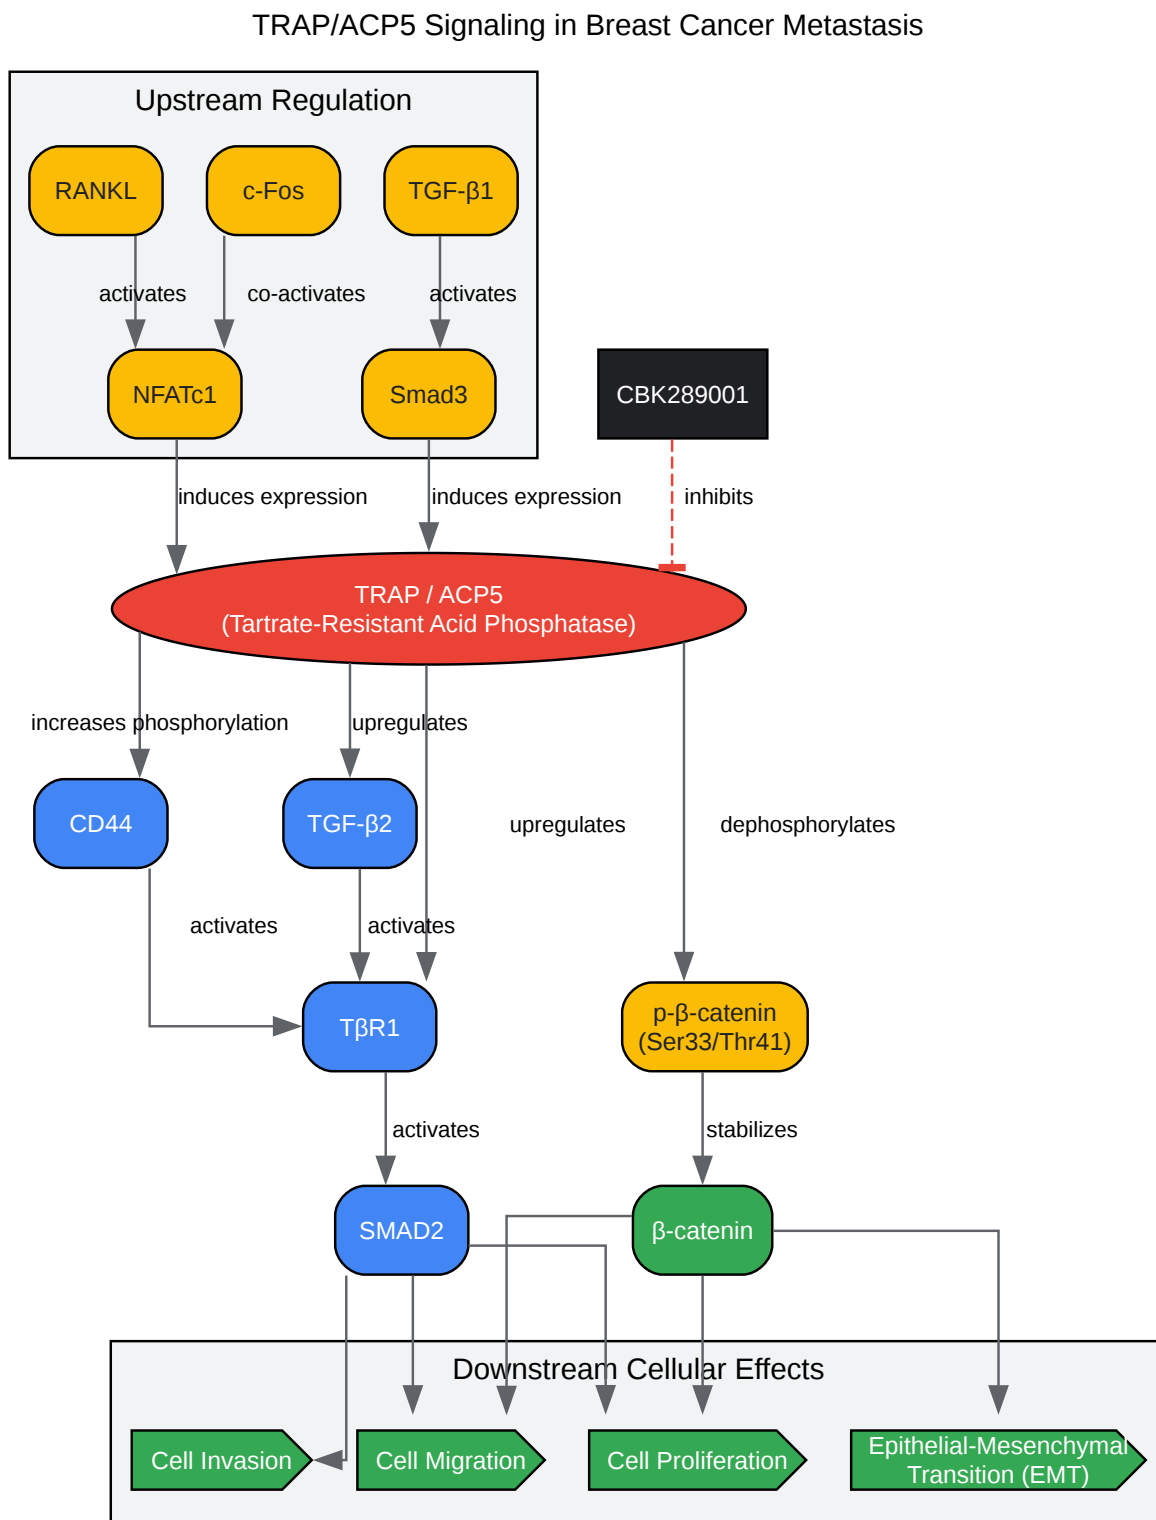 TRAP/ACP5 Signaling in Breast Cancer Metastasis
Upstream Regulation
RANKL
c-Fos
TGF-β1
activates
co-activates
activates
NFATc1
Smad3
CBK289001
induces expression
induces expression
inhibits
TRAP / ACP5
(Tartrate-Resistant Acid Phosphatase)
increases phosphorylation
upregulates
CD44
TGF-β2
upregulates
dephosphorylates
activates
activates
TβR1
p-β-catenin
(Ser33/Thr41)
activates
stabilizes
SMAD2
β-catenin
Downstream Cellular Effects
Cell Invasion
Cell Migration
Cell Proliferation
Epithelial-Mesenchymal
Transition (EMT)